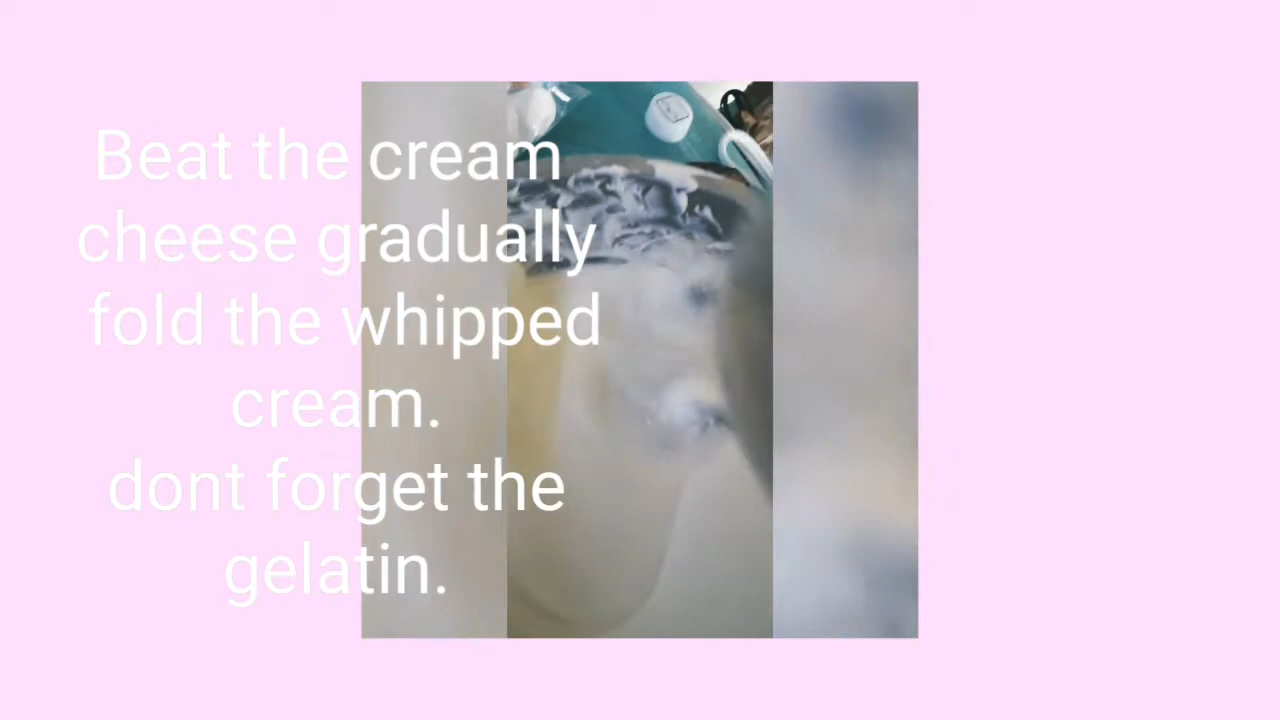 Beat the cream
cheese gradually
fold the whipped
cream.
dont forget the
gelatin.